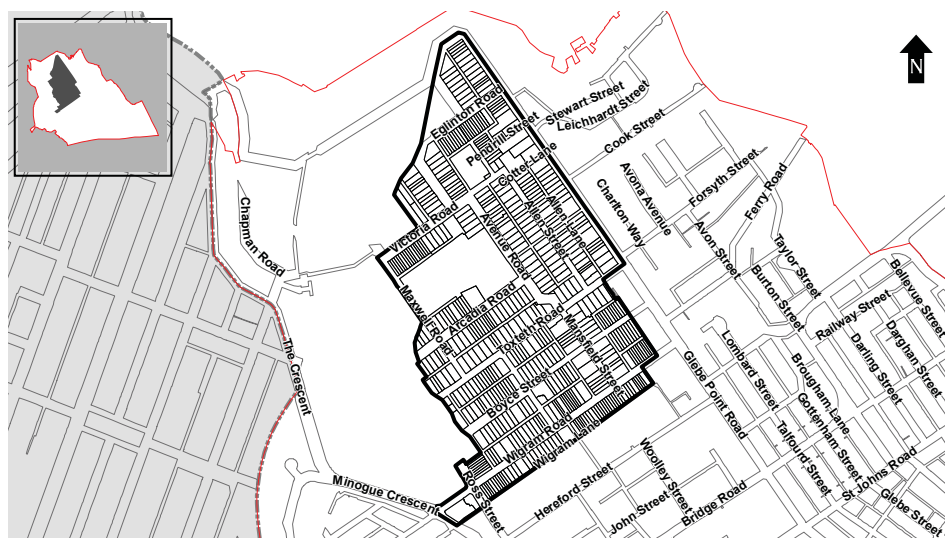 N
Stewart Street
Leichhardt Street
Eglinton Road
Pendrill Street
Cook Street
Cotter Lane
Forsyth Street
Avona Avenue
Ferry Road
Allen Lane
Allen Street
Charlton Way
Chapman Road
Victoria Road
Avenue Road
Avon Street
Taylor Street
Burton Street
Bellevue Street
Maxwell Road
Arcadia Road
Toxteth Road
Mansfield Street
Railway Street
Darghan Street
Darling Street
The Crescent
Lombard Street
Glebe Point Road
Brougham Lane
Boyce Street
Gottenham Street
Talfourd Street
Wigram Road
Wigram Lane
St Johns Road
Woolley Street
Ross Street
Hereford Street
Minogue Crescent
Bridge Road
John Street
Glebe Street